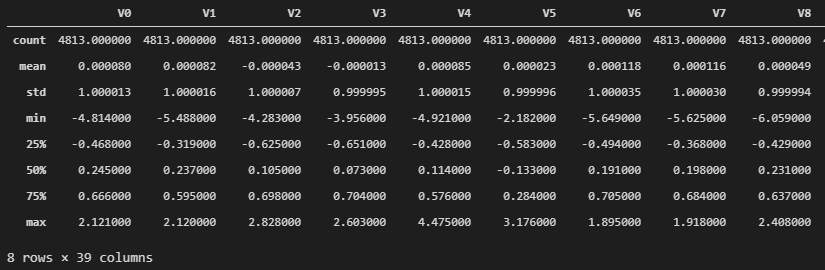 V0 V1 V2 V3 V4 V5 V6 V7 V8
count 4813.000000 4813.000000 4813.000000 4813.000000 4813.000000 4813.000000 4813.000000 4813.000000 4813.000000
mean 0.000080 0.000082 -0.000043 -0.000013 0.000085 0.000023 0.000118 0.000116 0.000049
std 1.000013 1.000016 1.000007 0.999995 1.000015 0.999996 1.000035 1.000030 0.999994
min -4.814000 -5.488000 -4.283000 -3.956000 -4.921000 -2.182000 -5.649000 -5.625000 -6.059000
25% -0.468000 -0.319000 -0.625000 -0.651000 -0.428000 -0.583000 -0.494000 -0.368000 -0.429000
50% 0.245000 0.237000 0.105000 0.073000 0.114000 -0.133000 0.191000 0.198000 0.231000
75% 0.666000 0.595000 0.698000 0.704000 0.576000 0.284000 0.705000 0.684000 0.637000
max 2.121000 2.120000 2.828000 2.603000 4.475000 3.176000 1.895000 1.918000 2.408000
8 rows × 39 columns